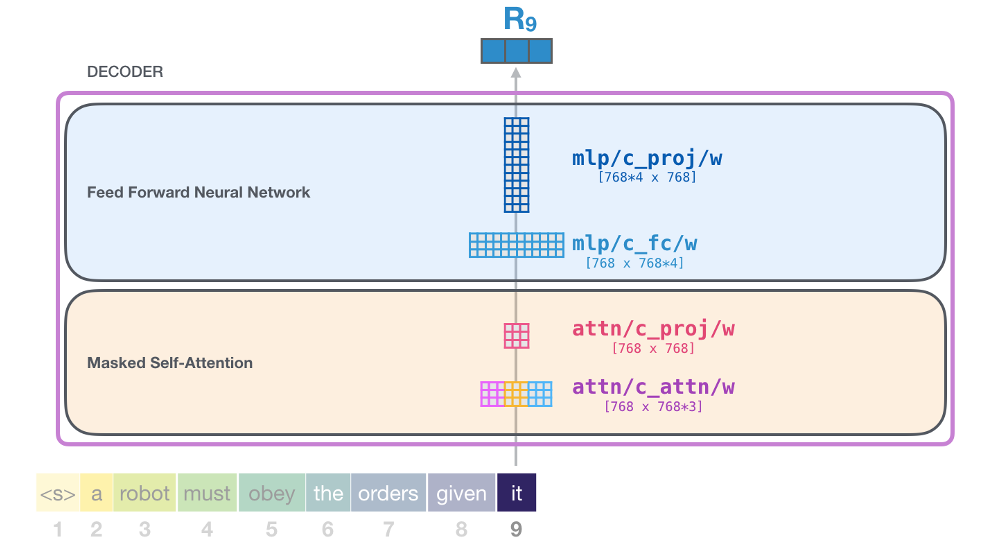 R9
DECODER
mlp/c_proj/w
[768*4 x 768]
Feed Forward Neural Network
mlp/c_fc/w
[768 x 768*4]
attn/c_proj/w
[768 x 768]
Masked Self-Attention
attn/c_attn/w
[768 x 768*3]
<s> a robot must obey the orders given it
1 2 3 4 5 6 7 8 9